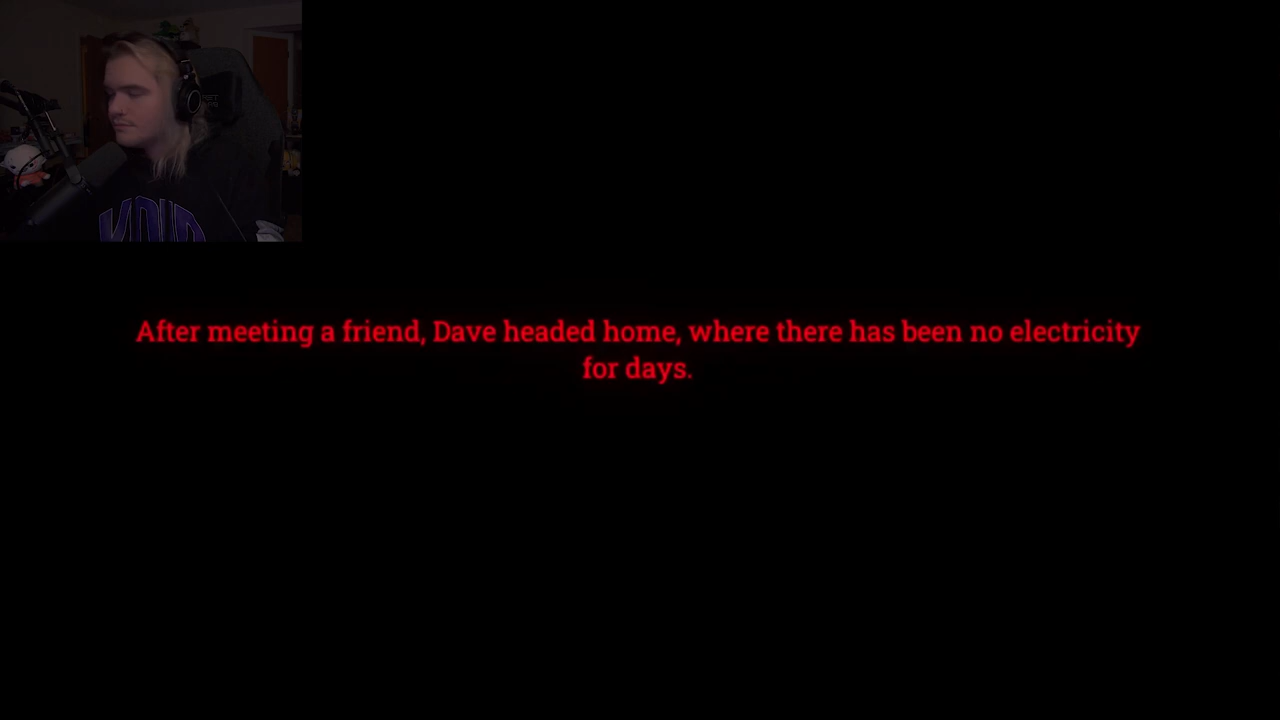 After meeting a friend, Dave headed home, where there has been no electricity
for days.